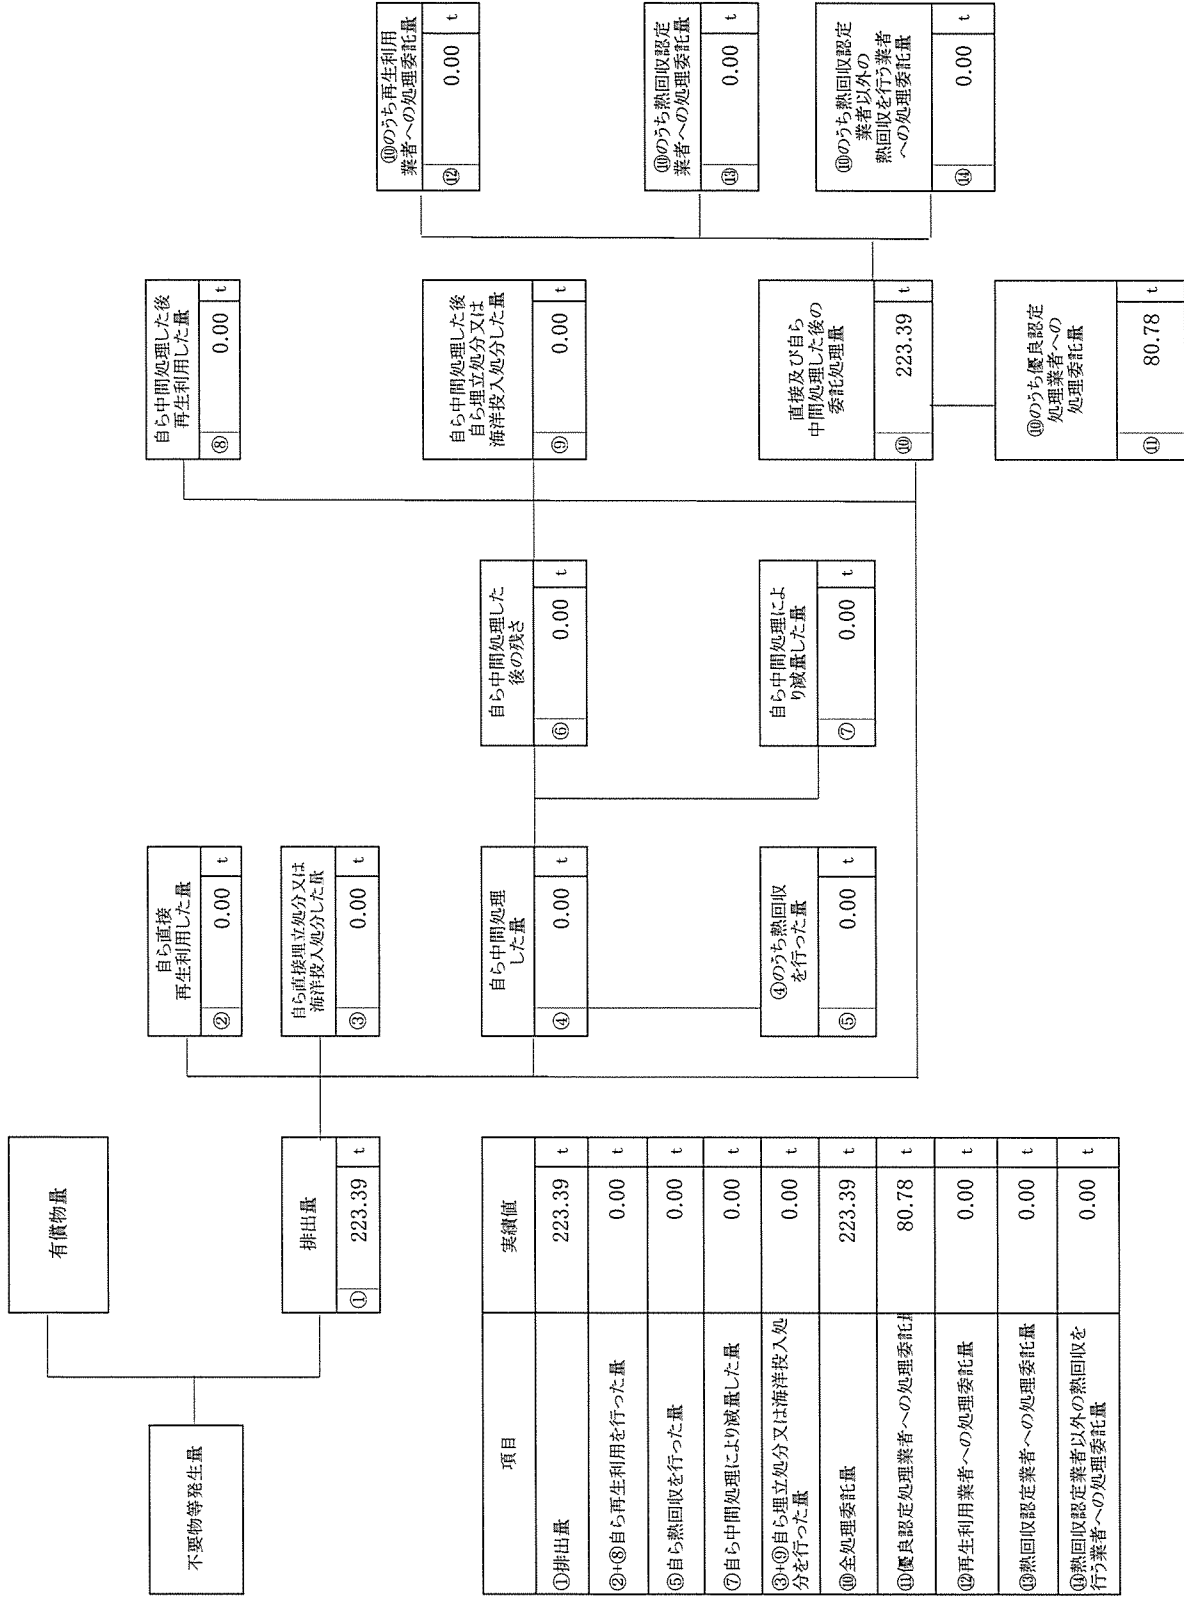 不要物等発生量
有償物量
排出量
① 223.39 t
自ら直接
再生利用した量
② 0.00 t
自ら直接埋立処分又は
海洋投入処分した量
③ 0.00 t
自ら中間処理
した量
④ 0.00 t
④のうち熱回収
を行った量
⑤ 0.00 t
自ら中間処理した
後の残さ
⑥ 0.00 t
自ら中間処理によ
り減量した量
⑦ 0.00 t
自ら中間処理した後
再生利用した量
⑧ 0.00 t
自ら中間処理した後
自ら埋立処分又は
海洋投入処分した量
⑨ 0.00 t
直接及び自ら
中間処理した後の
委託処理量
⑩ 223.39 t
⑩のうち優良認定
処理業者への
処理委託量
⑪ 80.78 t
⑩のうち再生利用
業者への処理委託量
⑫ 0.00 t
⑩のうち熱回収認定
業者への処理委託量
⑬ 0.00 t
⑩のうち熱回収認定
業者以外の
熱回収を行う業者
への処理委託量
⑭ 0.00 t
項目 実績値
①排出量 223.39 t
②+⑧自ら再生利用を行った量 0.00 t
⑤自ら熱回収を行った量 0.00 t
⑦自ら中間処理により減量した量 0.00 t
③+⑨自ら埋立処分又は海洋投入処
分を行った量 0.00 t
⑩全処理委託量 223.39 t
⑪優良認定処理業者への処理委託量 80.78 t
⑫再生利用業者への処理委託量 0.00 t
⑬熱回収認定業者への処理委託量 0.00 t
⑭熱回収認定業者以外の熱回収を
行う業者への処理委託量 0.00 t